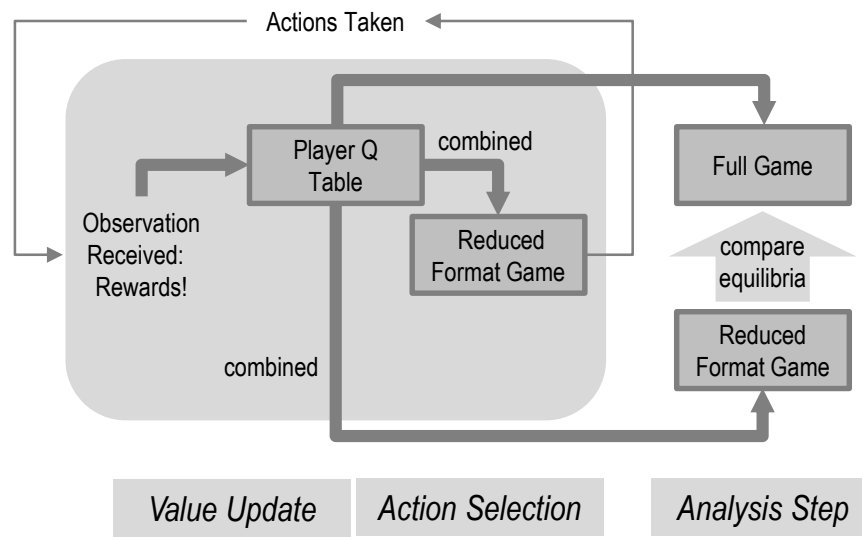 Actions Taken
Player Q
Table
combined
Full Game
Observation
Received:
Rewards!
Reduced
Format Game
compare
equilibria
combined
Reduced
Format Game
Value Update
Action Selection
Analysis Step